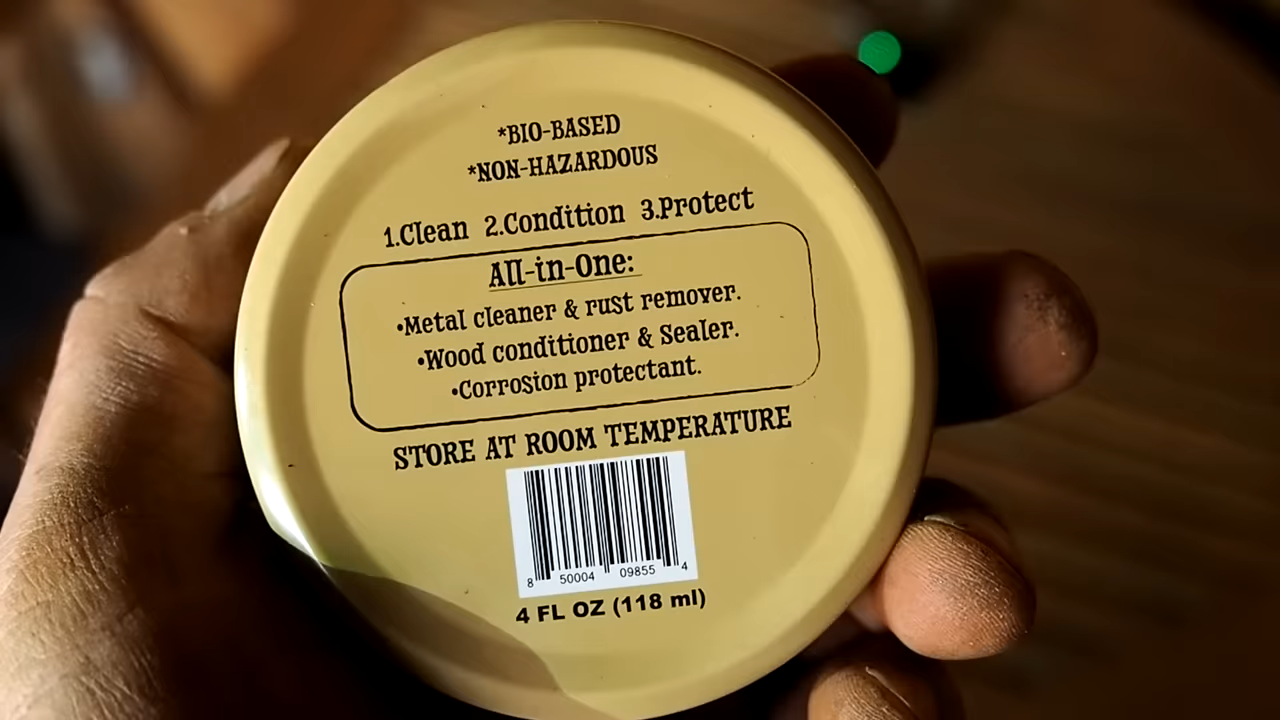 *BIO-BASED
*NON-HAZARDOUS
1.Clean 2.Condition 3.Protect
All-in-One:
•Metal cleaner & rust remover.
•Wood conditioner & Sealer.
•Corrosion protectant.
STORE AT ROOM TEMPERATURE
8 50004 09855 4
4 FL OZ (118 ml)